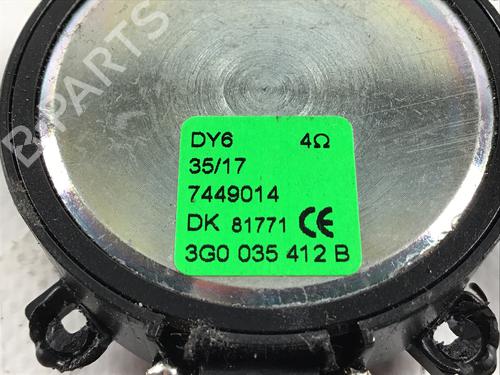 B-PARTS
DY6 4Ω
35/17
7449014
DK 81771 CE
3G0 035 412 B